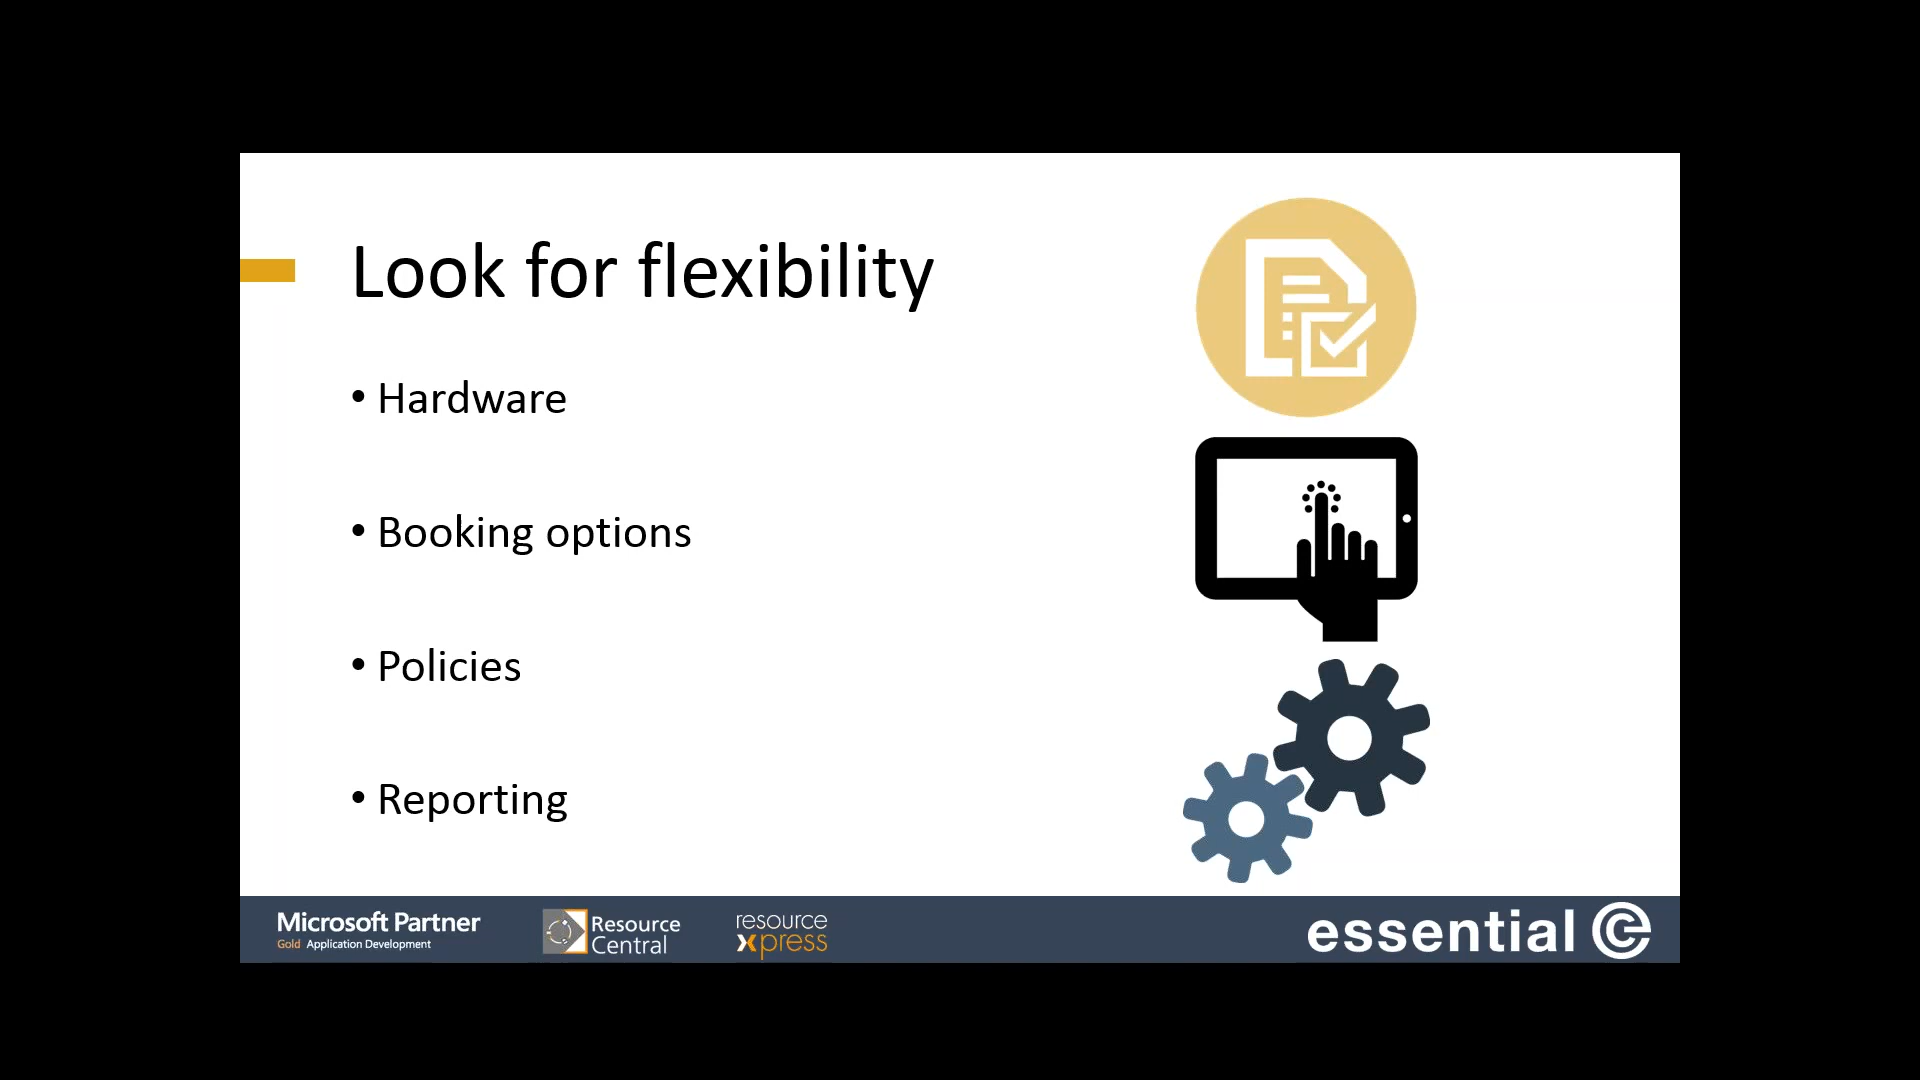 Look for flexibility
• Hardware
• Booking options
• Policies
• Reporting
Microsoft Partner
Gold Application Development
Resource
Central
resource
xpress
essential